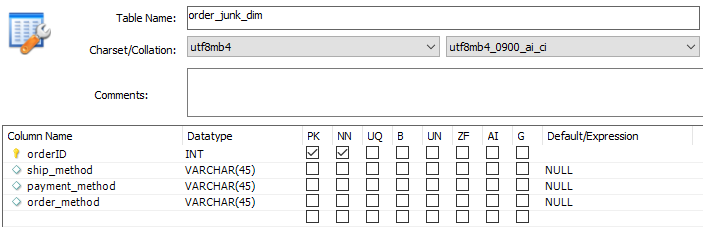 Table Name: order_junk_dim
Charset/Collation: utf8mb4 utf8mb4_0900_ai_ci
Comments:
Column Name Datatype PK NN UQ B UN ZF AI G Default/Expression
orderID INT
ship_method VARCHAR(45) NULL
payment_method VARCHAR(45) NULL
order_method VARCHAR(45) NULL